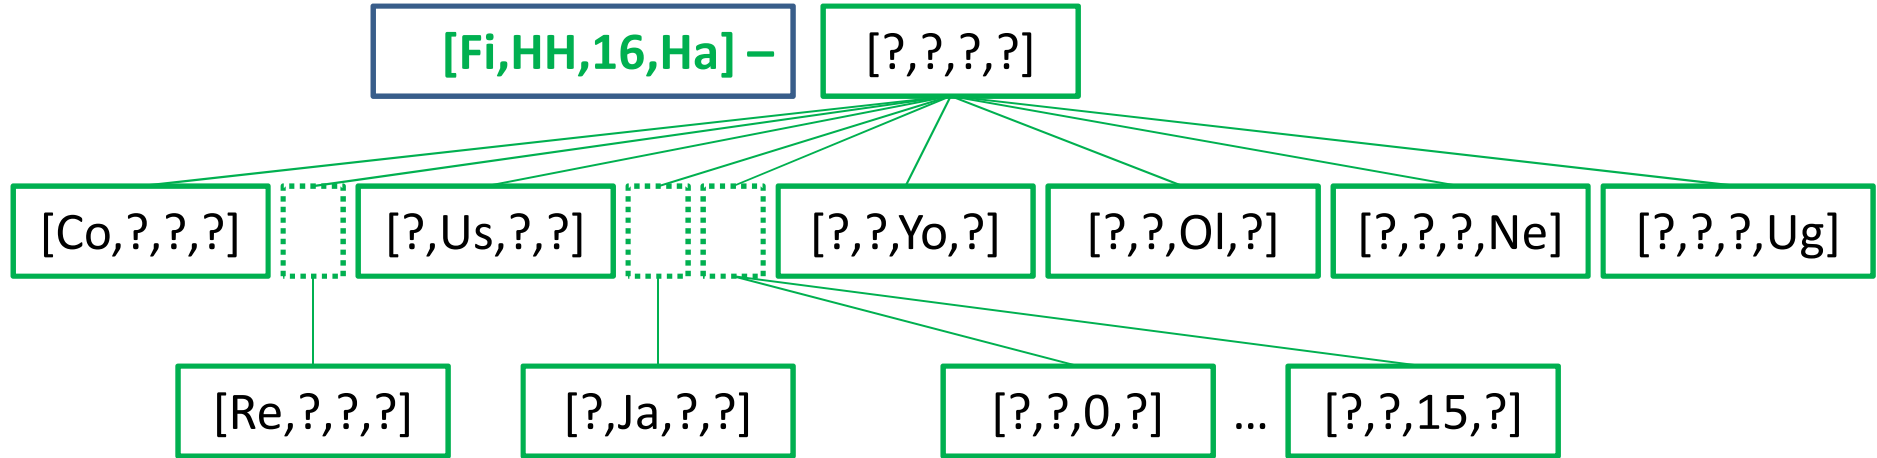 [Fi,HH,16,Ha] – [?,?,?,?]
[Co,?,?,?] [?,Us,?,?] [?,?,Yo,?] [?,?,Ol,?] [?,?,?,Ne] [?,?,?,Ug]
[Re,?,?,?] [?,Ja,?,?] [?,?,0,?] ... [?,?,15,?]